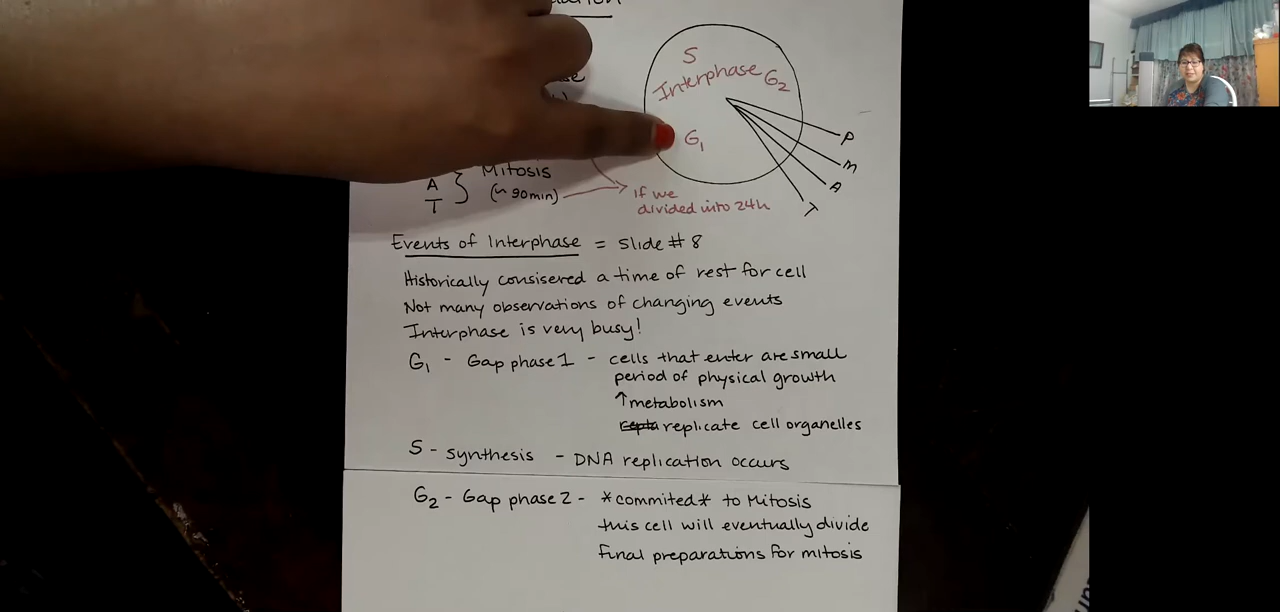 S
Interphase G2
G1
P
M
A
T
A
T
Mitosis
(~ 90min)
if we
divided into 24h
Events of Interphase = Slide # 8
Historically consisered a time of rest for cell
Not many observations of changing events
Interphase is very busy!
G1 - Gap phase 1 - cells that enter are small
period of physical growth
↑ metabolism
replicate cell organelles
S - synthesis - DNA replication occurs
G2 - Gap phase 2 - *commited* to Mitosis
this cell will eventually divide
final preparations for mitosis